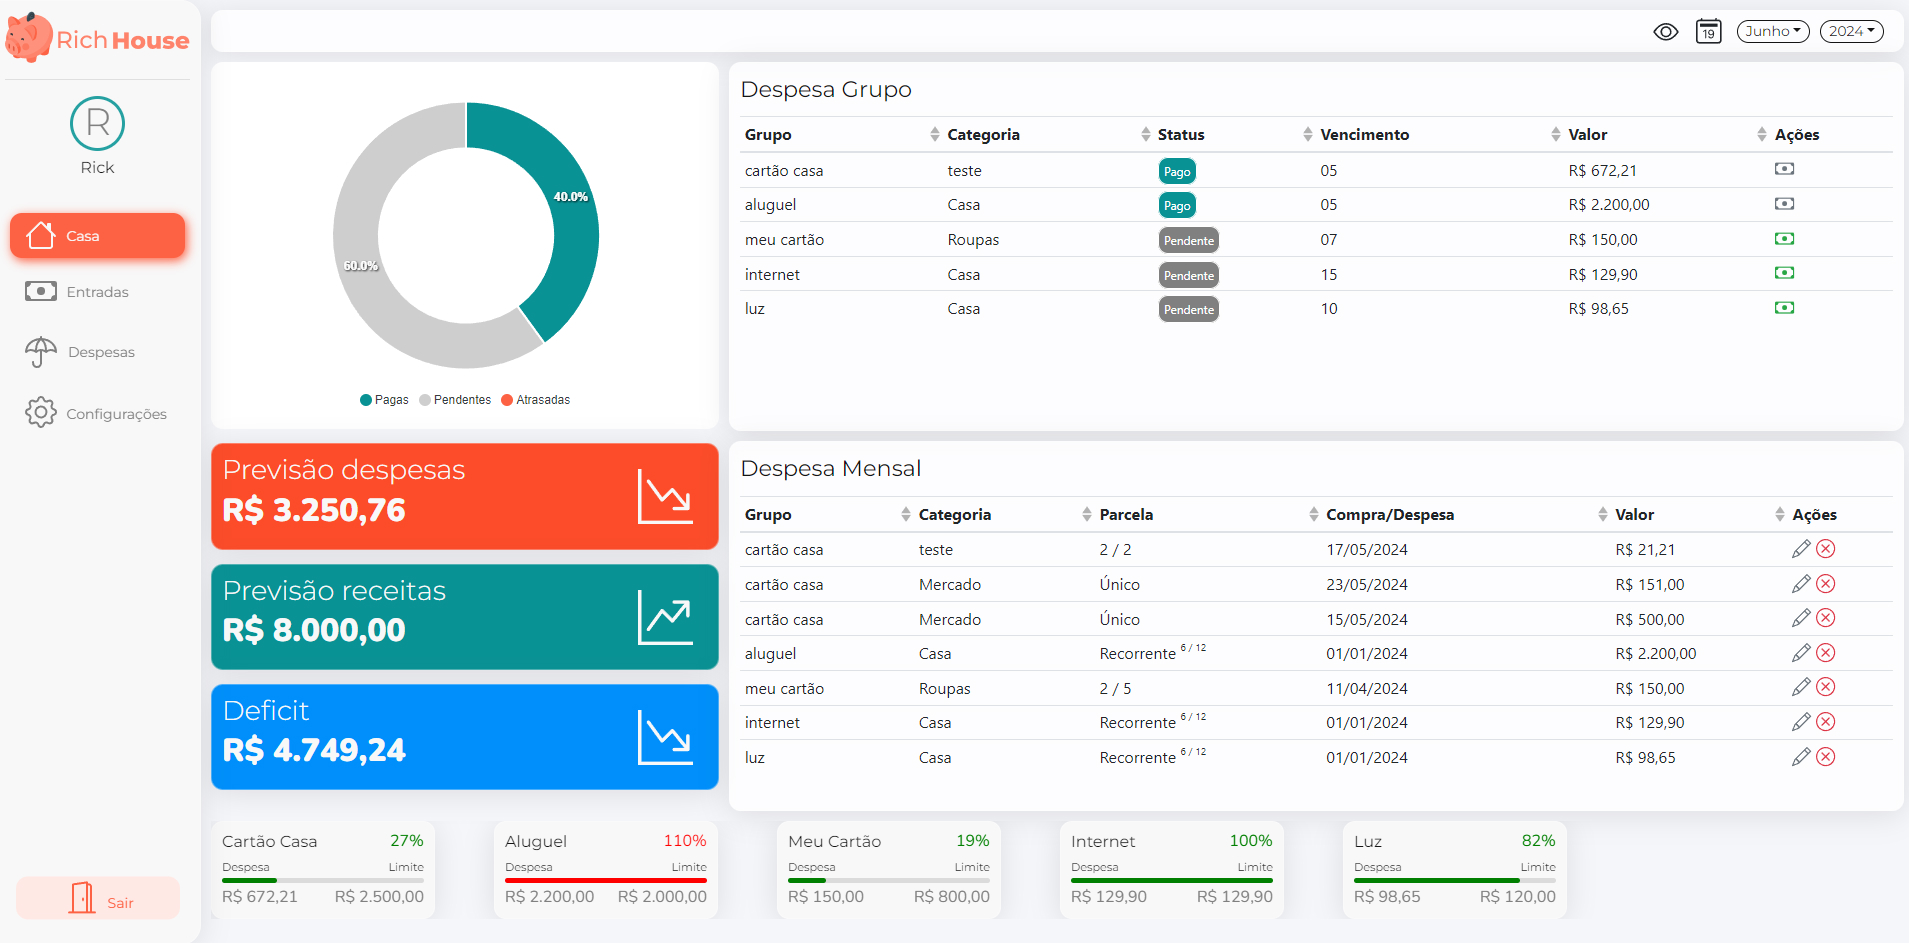 Rich House
R
Rick
Casa
Entradas
Despesas
Configurações
Sair
19
Junho
2024
40.0%
60.0%
Pagas Pendentes Atrasadas
Despesa Grupo
Grupo Categoria Status Vencimento Valor Ações
cartão casa teste Pago 05 R$ 672,21
aluguel Casa Pago 05 R$ 2.200,00
meu cartão Roupas Pendente 07 R$ 150,00
internet Casa Pendente 15 R$ 129,90
luz Casa Pendente 10 R$ 98,65
Previsão despesas
R$ 3.250,76
Previsão receitas
R$ 8.000,00
Deficit
R$ 4.749,24
Despesa Mensal
Grupo Categoria Parcela Compra/Despesa Valor Ações
cartão casa teste 2 / 2 17/05/2024 R$ 21,21
cartão casa Mercado Único 23/05/2024 R$ 151,00
cartão casa Mercado Único 15/05/2024 R$ 500,00
aluguel Casa Recorrente 6 / 12 01/01/2024 R$ 2.200,00
meu cartão Roupas 2 / 5 11/04/2024 R$ 150,00
internet Casa Recorrente 6 / 12 01/01/2024 R$ 129,90
luz Casa Recorrente 6 / 12 01/01/2024 R$ 98,65
Cartão Casa 27%
Despesa Limite
R$ 672,21 R$ 2.500,00
Aluguel 110%
Despesa Limite
R$ 2.200,00 R$ 2.000,00
Meu Cartão 19%
Despesa Limite
R$ 150,00 R$ 800,00
Internet 100%
Despesa Limite
R$ 129,90 R$ 129,90
Luz 82%
Despesa Limite
R$ 98,65 R$ 120,00